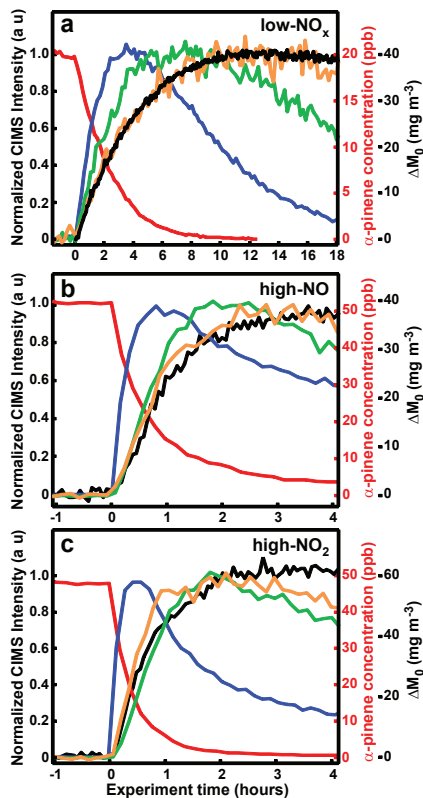 a
low-NOx
Normalized CIMS Intensity (a u)
1.0
0.8
0.6
0.4
0.2
0
0 2 4 6 8 10 12 14 16 18
20
15
10
5
0
α-pinene concentration (ppb)
40
30
20
10
0
ΔM0 (mg m-3)
b
high-NO
Normalized CIMS Intensity (a u)
1.0
0.8
0.6
0.4
0.2
0
-1 0 1 2 3 4
50
40
30
20
10
0
α-pinene concentration (ppb)
40
30
20
10
0
ΔM0 (mg m-3)
c
high-NO2
Normalized CIMS Intensity (a u)
1.0
0.8
0.6
0.4
0.2
0
-1 0 1 2 3 4
50
40
30
20
10
0
α-pinene concentration (ppb)
60
40
20
0
ΔM0 (mg m-3)
Experiment time (hours)